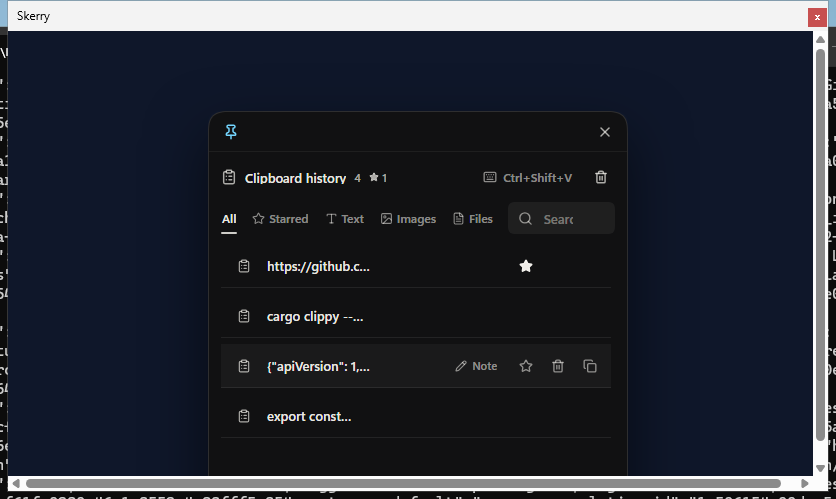 Skerry
x
Clipboard history 4 1 Ctrl+Shift+V
All Starred Text Images Files Searc
https://github.c...
cargo clippy --...
{"apiVersion": 1,... Note
export const...